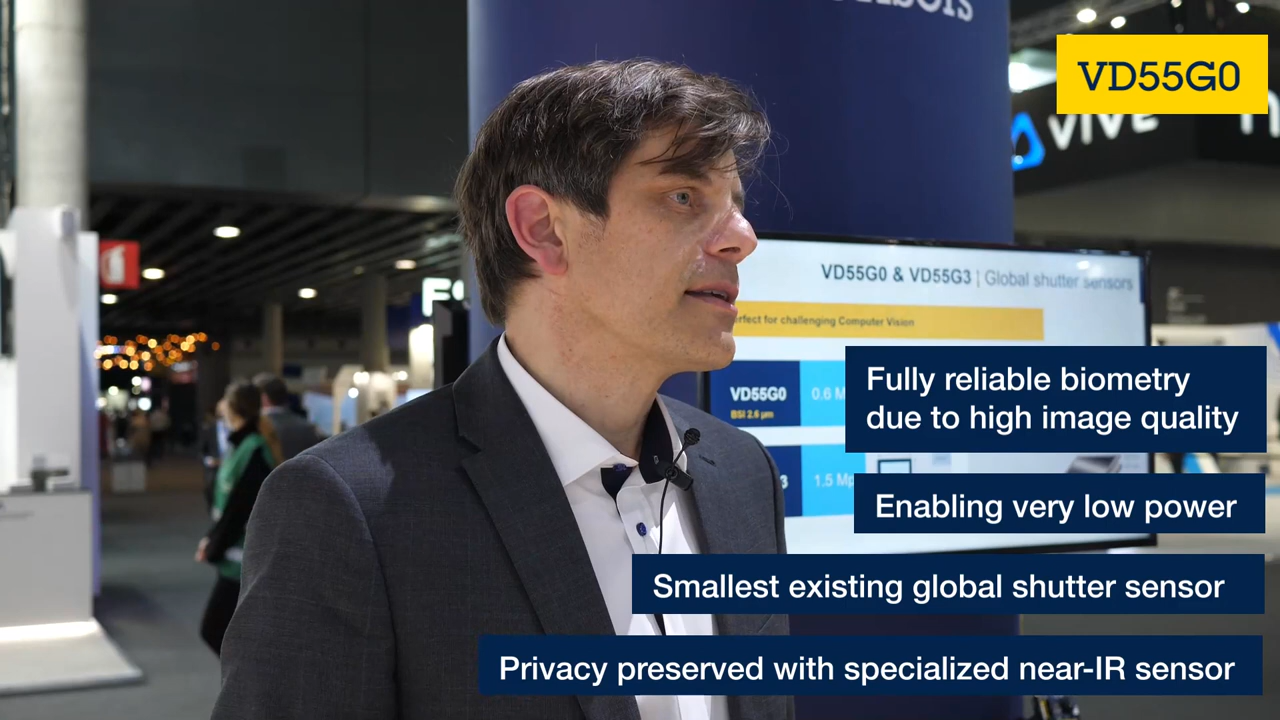 VD55G0
VIVE
VD55G0 & VD55G3 | Global shutter sensors
for challenging Computer Vision
VD55G0
BSI 2.6 µm
0.6
1.5 Mp
Fully reliable biometry
due to high image quality
Enabling very low power
Smallest existing global shutter sensor
Privacy preserved with specialized near-IR sensor